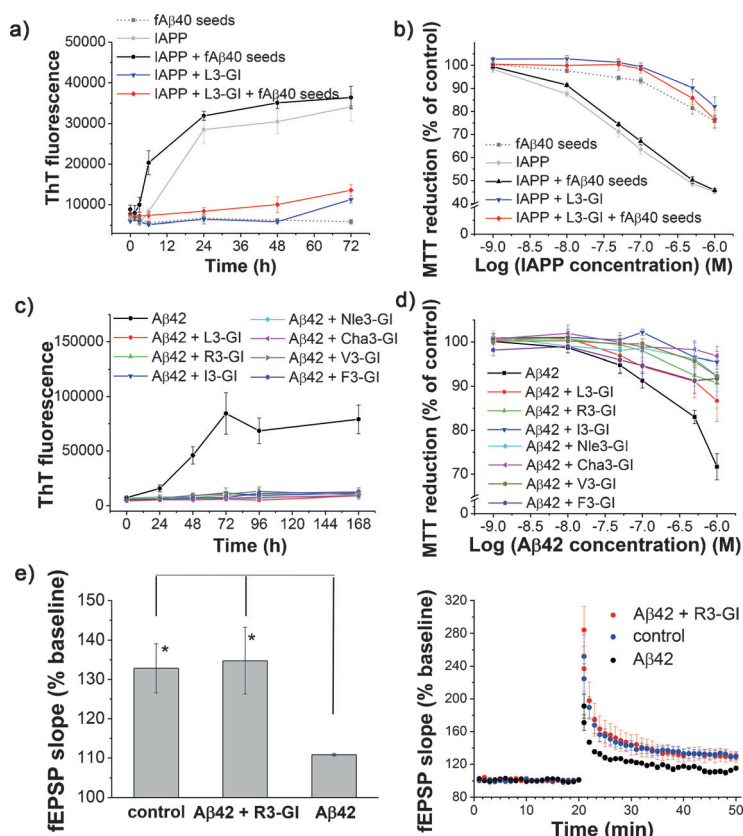 a)
ThT fluorescence
50000
40000
30000
20000
10000
0 24 48 72
Time (h)
fAβ40 seeds
IAPP
IAPP + fAβ40 seeds
IAPP + L3-GI
IAPP + L3-GI + fAβ40 seeds
b)
MTT reduction (% of control)
100
90
80
70
60
50
40
0
-9.0 -8.5 -8.0 -7.5 -7.0 -6.5 -6.0
Log (IAPP concentration) (M)
fAβ40 seeds
IAPP
IAPP + fAβ40 seeds
IAPP + L3-GI
IAPP + L3-GI + fAβ40 seeds
c)
ThT fluorescence
150000
100000
50000
0
0 24 48 72 96 120 144 168
Time (h)
Aβ42
Aβ42 + L3-GI
Aβ42 + R3-GI
Aβ42 + I3-GI
Aβ42 + Nle3-GI
Aβ42 + Cha3-GI
Aβ42 + V3-GI
Aβ42 + F3-GI
d)
MTT reduction (% of control)
100
90
80
70
0
-9.0 -8.5 -8.0 -7.5 -7.0 -6.5 -6.0
Log (Aβ42 concentration) (M)
Aβ42
Aβ42 + L3-GI
Aβ42 + R3-GI
Aβ42 + I3-GI
Aβ42 + Nle3-GI
Aβ42 + Cha3-GI
Aβ42 + V3-GI
Aβ42 + F3-GI
e)
fEPSP slope (% baseline)
150
140
130
120
110
100
* *
control Aβ42 + R3-GI Aβ42
fEPSP slope (% baseline)
320
280
240
200
160
120
80
0 10 20 30 40 50
Time (min)
Aβ42 + R3-GI
control
Aβ42